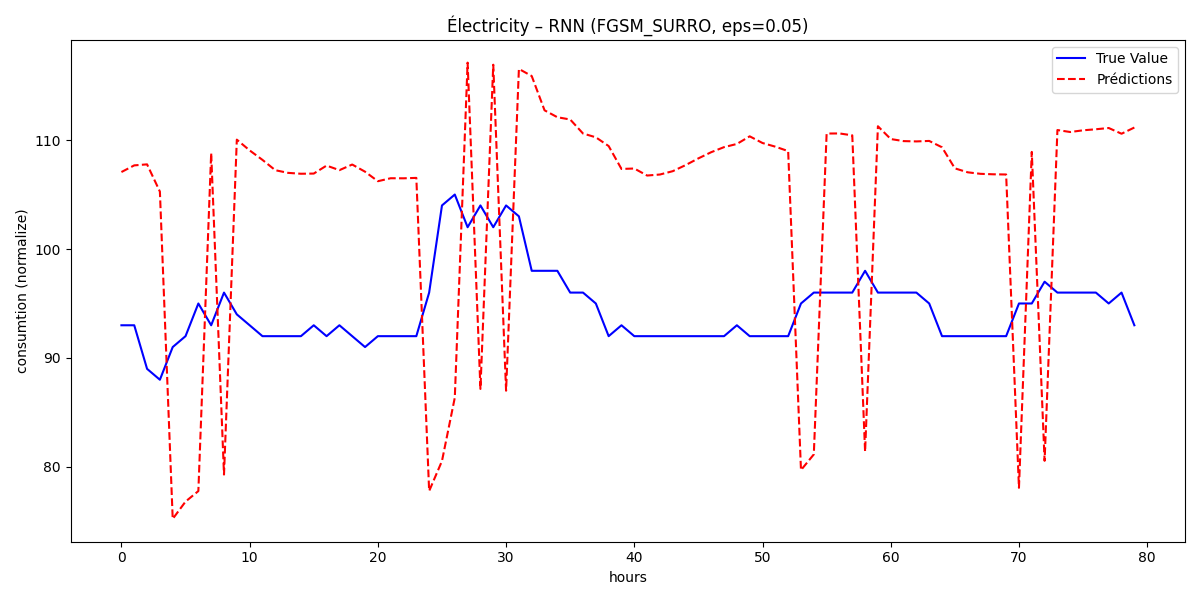 Électricity – RNN (FGSM_SURRO, eps=0.05)
True Value
Prédictions
consumtion (normalize)
110
100
90
80
0 10 20 30 40 50 60 70 80
hours